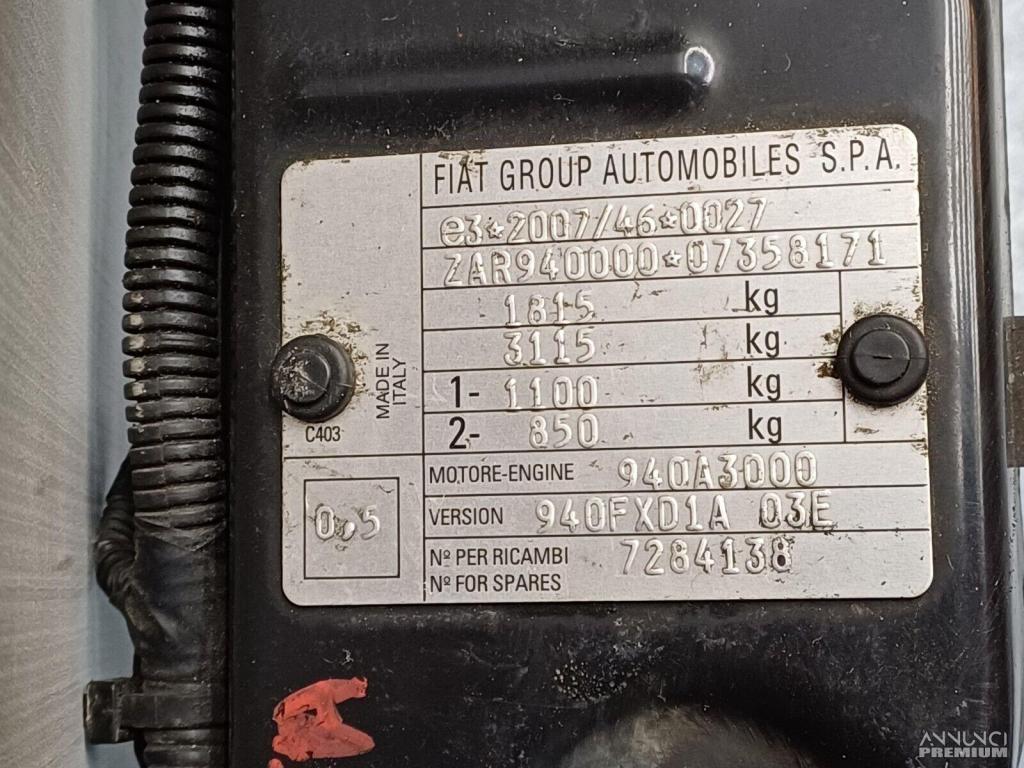 FIAT GROUP AUTOMOBILES S.P.A.
e3*2007/46*0027
ZAR940000*07358171
1815 kg
3115 kg
1- 1100 kg
2- 850 kg
MADE IN ITALY
C403
MOTORE-ENGINE 940A3000
0,5
VERSION 940FXD1A 03E
Nº PER RICAMBI 7284138
Nº FOR SPARES
ANNUNCI
PREMIUM